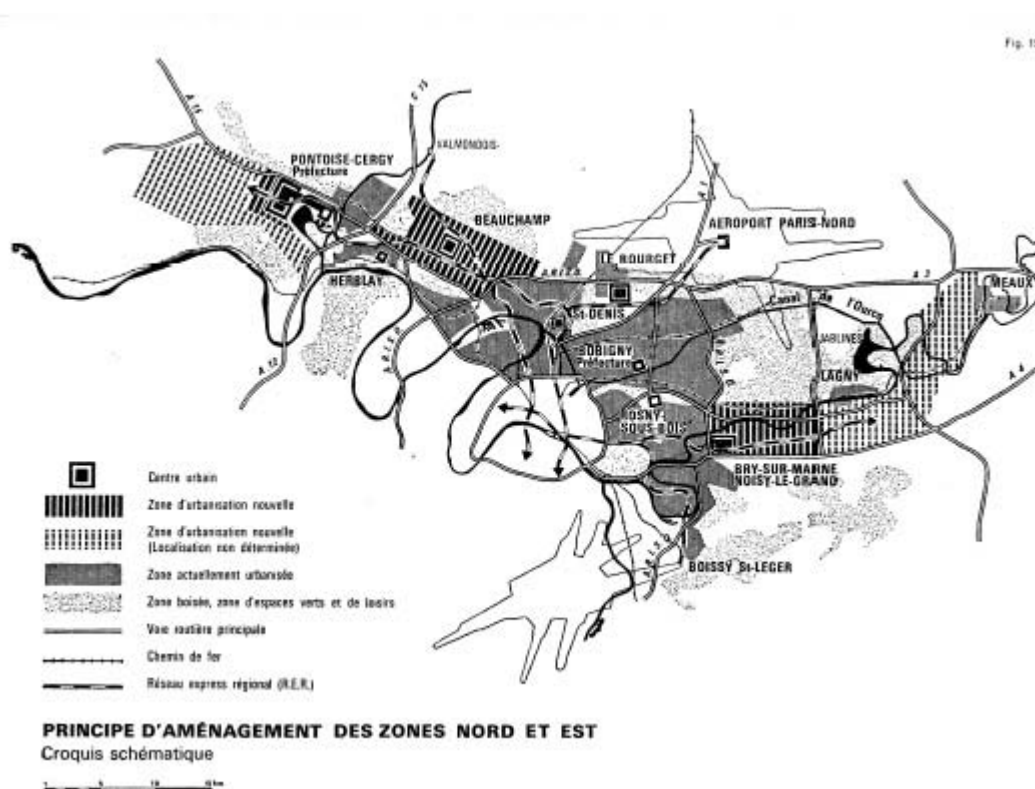 Fig. 15
A 15
C 15
VALMONDOIS
PONTOISE-CERGY
Préfecture
BEAUCHAMP
A 1
AEROPORT PARIS-NORD
LE BOURGET
HERBLAY
A.R.I.S.O.
A 3
MEAUX
Canal de l'Ourcq
St-DENIS
JABLINES
BOBIGNY
Préfecture
LAGNY
A 13
A 4
ROSNY-
SOUS-BOIS
BRY-SUR-MARNE
NOISY-LE-GRAND
BOISSY St-LEGER
Centre urbain
Zone d'urbanisation nouvelle
Zone d'urbanisation nouvelle
(Localisation non déterminée)
Zone actuellement urbanisée
Zone boisée, zone d'espaces verts et de loisirs
Voie routière principale
Chemin de fer
Réseau express régional (R.E.R.)
PRINCIPE D'AMÉNAGEMENT DES ZONES NORD ET EST
Croquis schématique